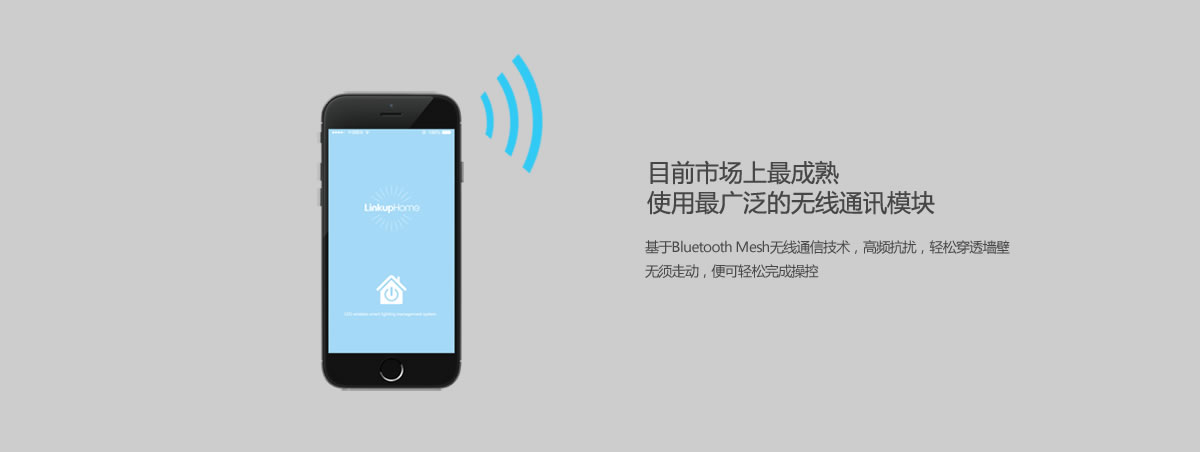 LinkupHome
LED wireless smart lighting management system
目前市场上最成熟
使用最广泛的无线通讯模块
基于Bluetooth Mesh无线通信技术，高频抗扰，轻松穿透墙壁
无须走动，便可轻松完成操控